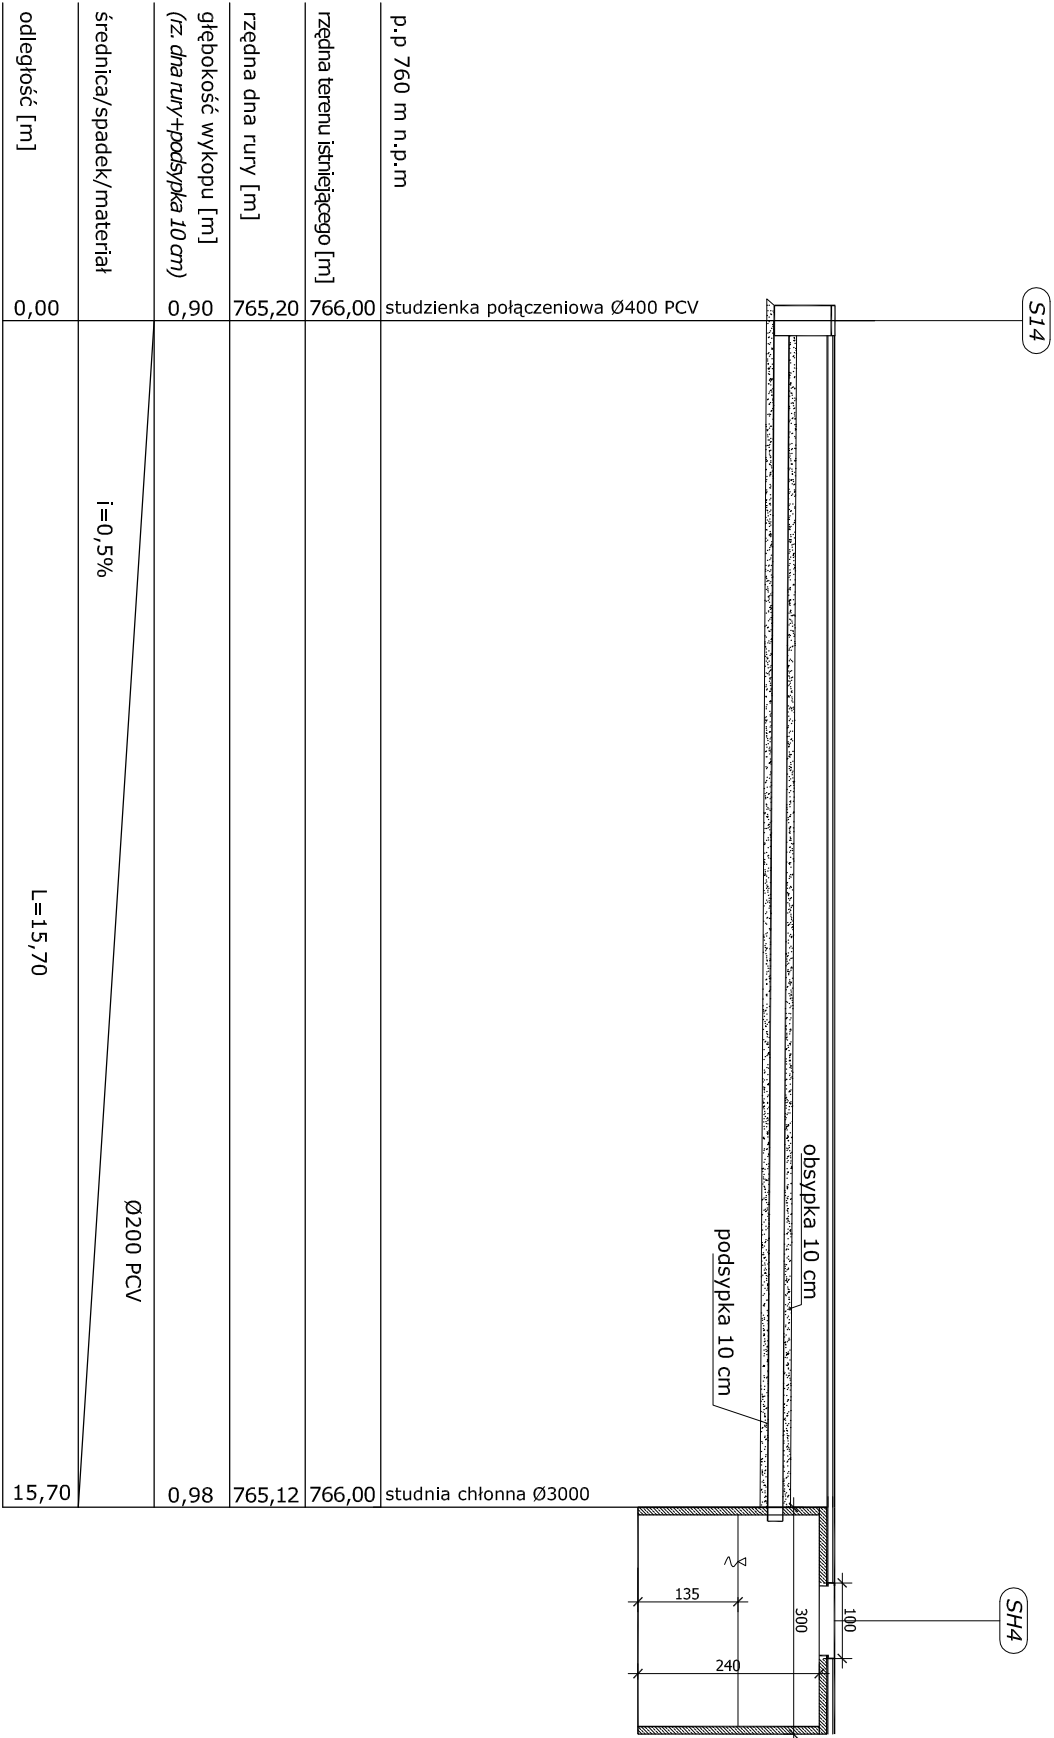 S14
SH4
100
300
240
135
obsypka 10 cm
podsypka 10 cm
p.p 760 m n.p.m
studzienka połączeniowa Ø400 PCV
studnia chłonna Ø3000
rzędna terenu istniejącego [m]
766,00
766,00
rzędna dna rury [m]
765,20
765,12
głębokość wykopu [m]
(rz. dna rury+podsypka 10 cm)
0,90
0,98
średnica/spadek/materiał
i=0,5%
Ø200 PCV
odległość [m]
0,00
L=15,70
15,70